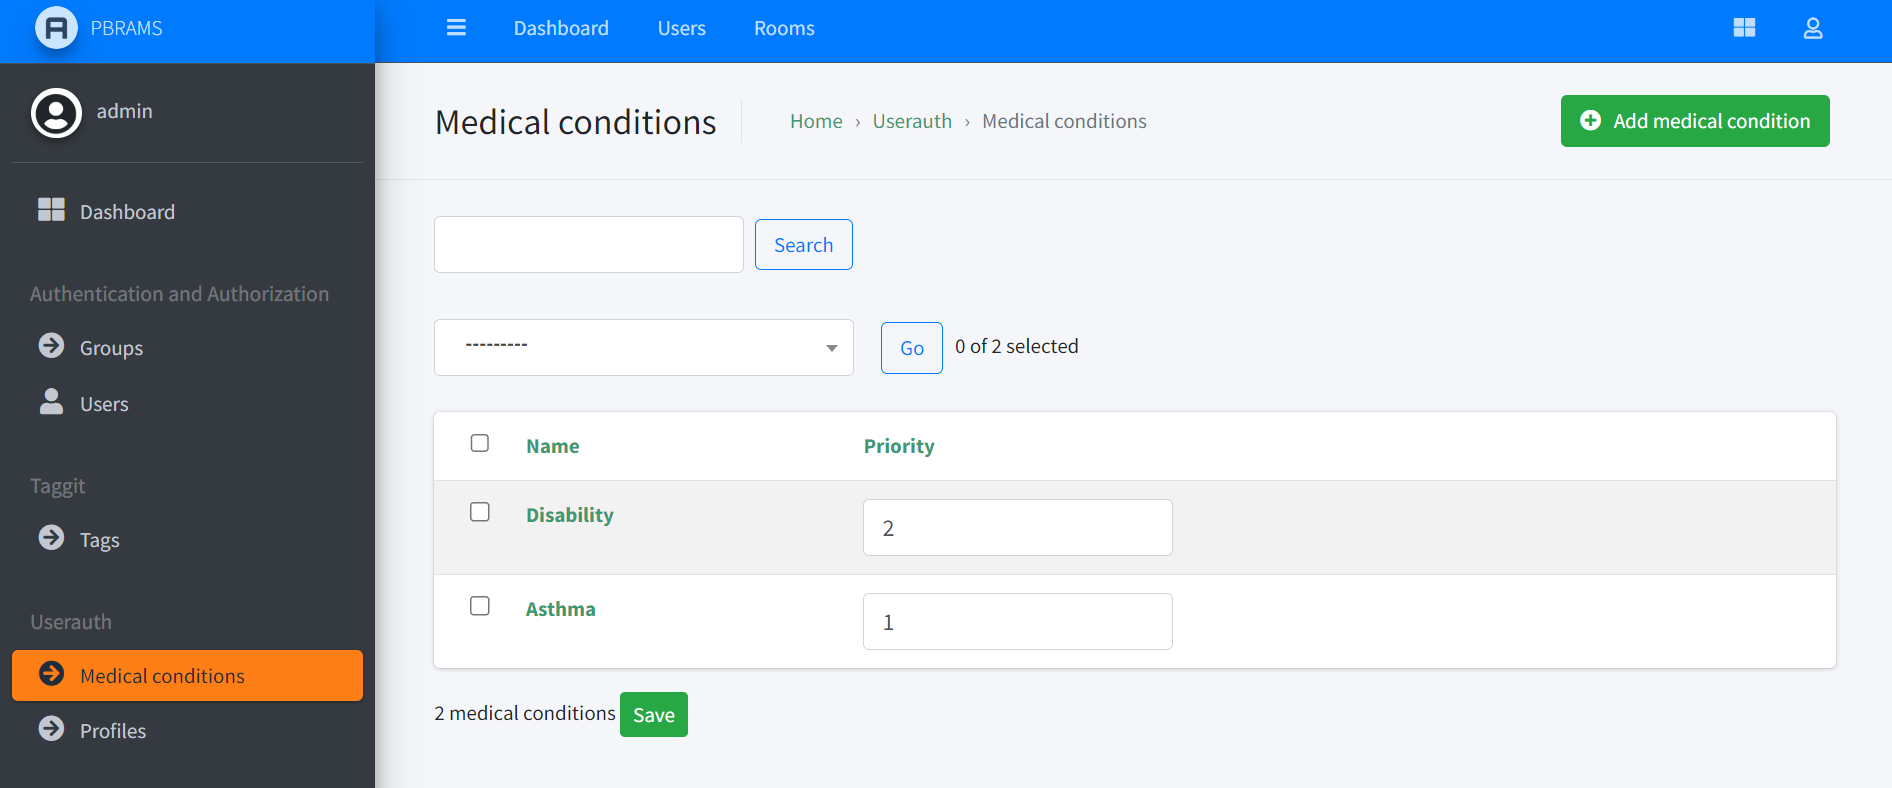 PBRAMS
Dashboard Users Rooms
admin
Dashboard
Authentication and Authorization
Groups
Users
Taggit
Tags
Userauth
Medical conditions
Profiles
Medical conditions
Home › Userauth › Medical conditions
Add medical condition
Search
---------
Go
0 of 2 selected
Name Priority
Disability 2
Asthma 1
2 medical conditions Save